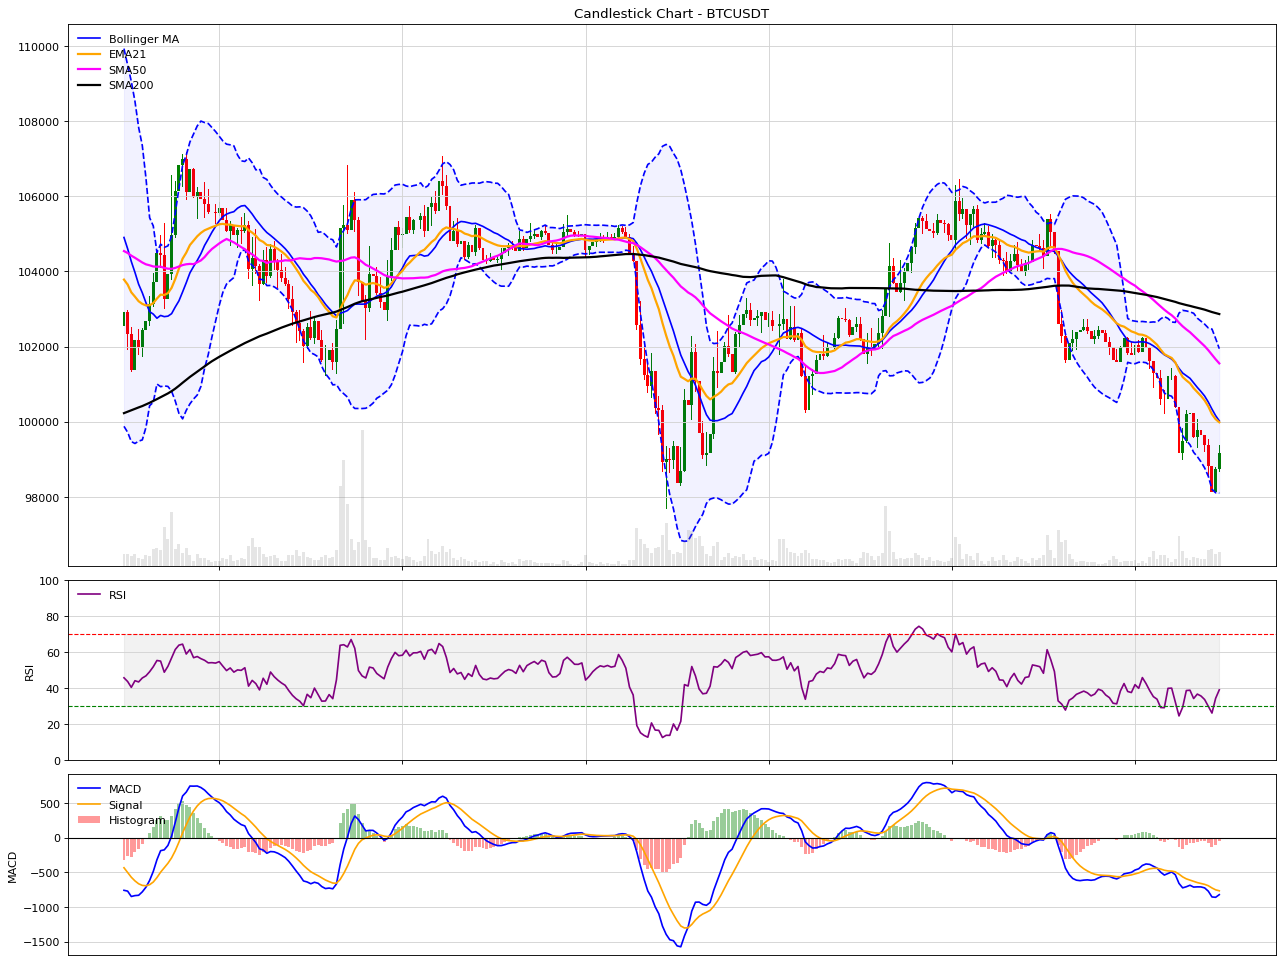 Candlestick Chart - BTCUSDT
Bollinger MA
EMA21
SMA50
SMA200
110000
108000
106000
104000
102000
100000
98000
RSI
RSI
100
80
60
40
20
0
MACD
Signal
Histogram
MACD
500
0
−500
−1000
−1500